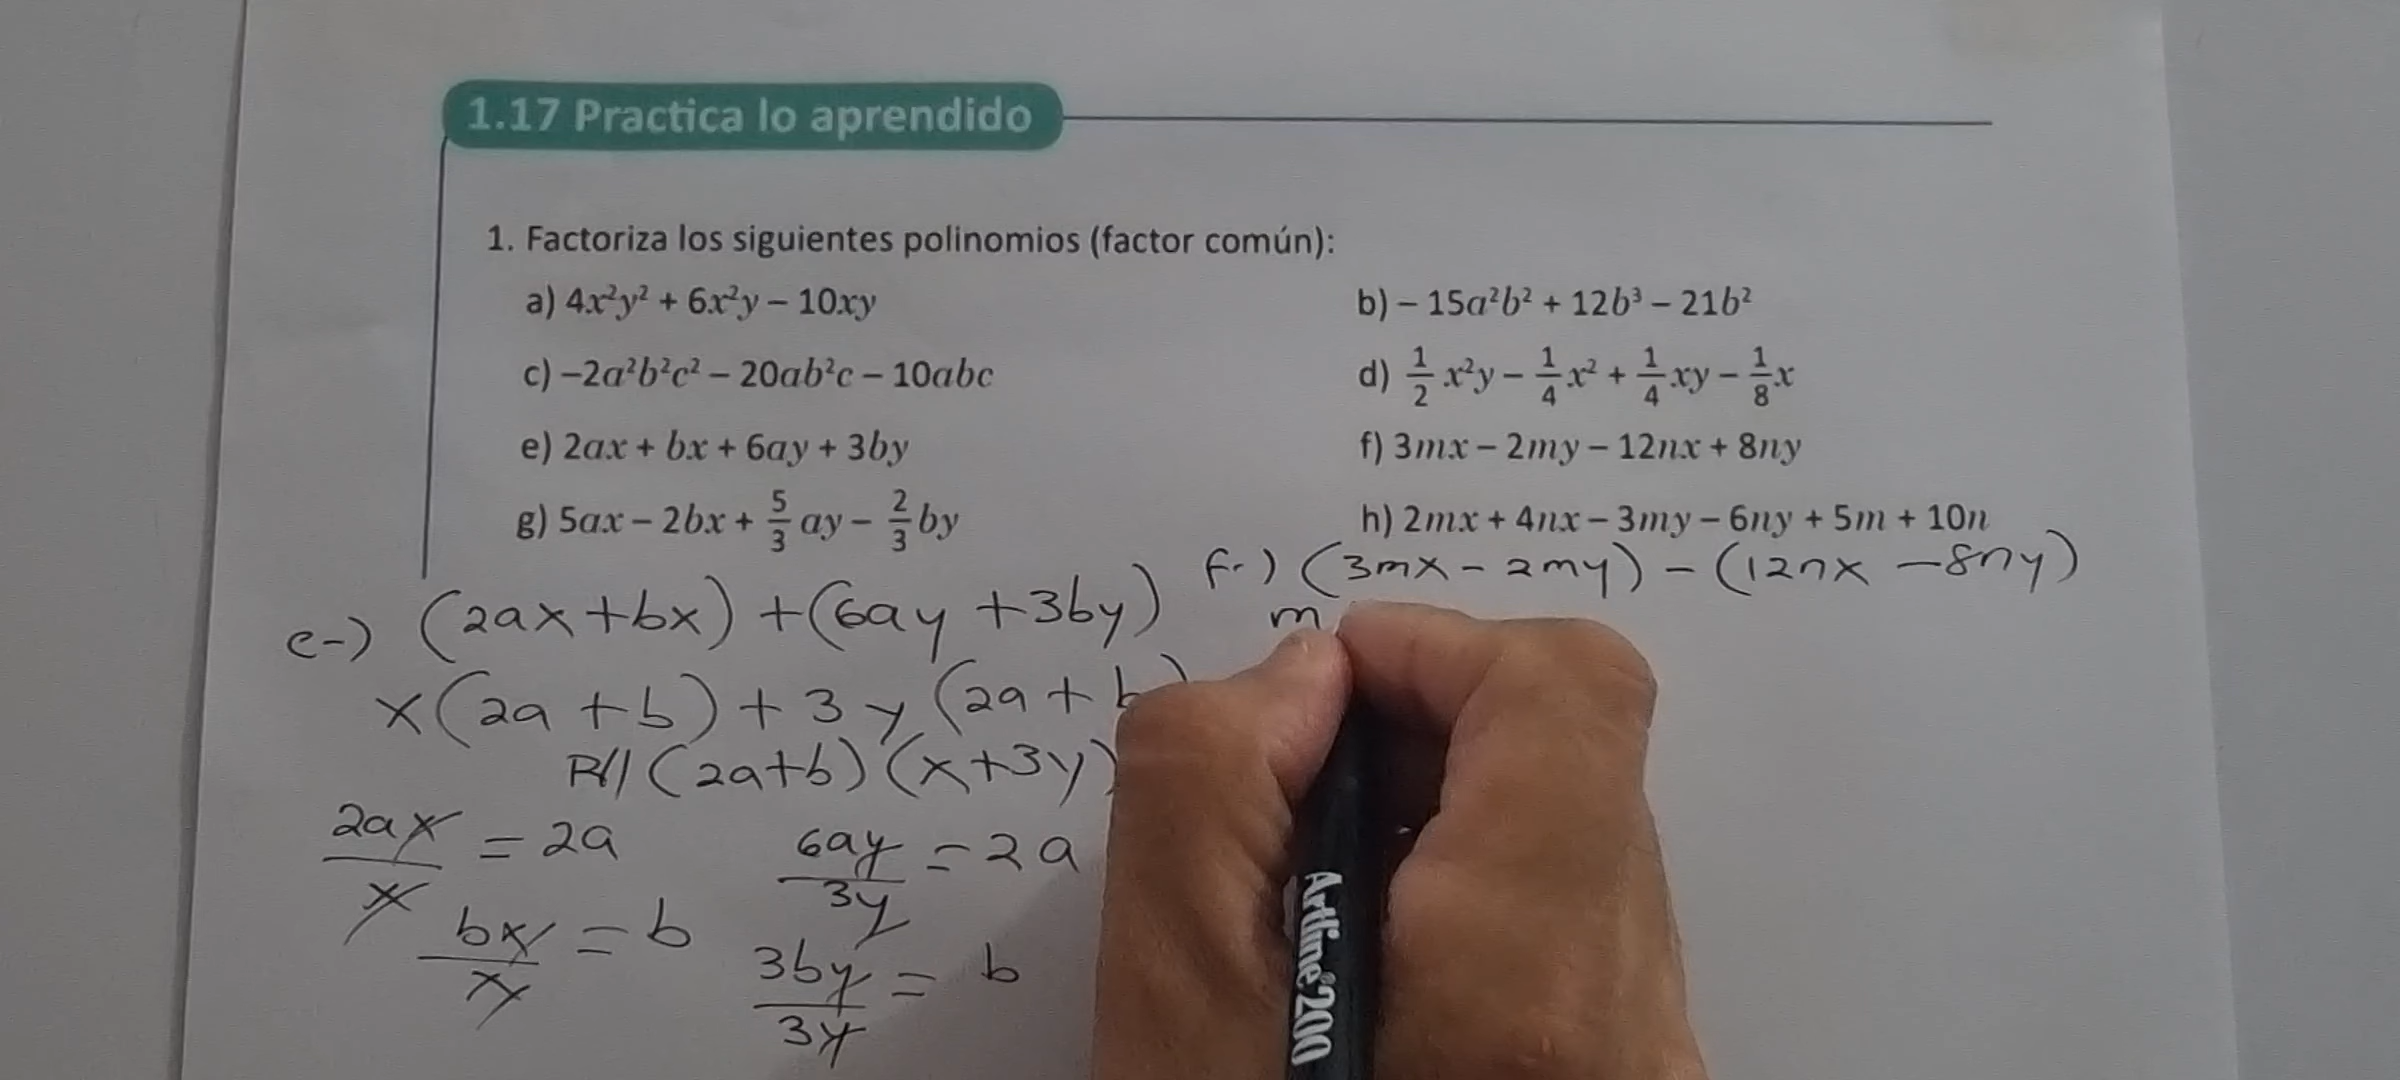 1.17 Practica lo aprendido
1. Factoriza los siguientes polinomios (factor común):
a) 4x²y² + 6x²y – 10xy
b) – 15a²b² + 12b³ – 21b²
c) –2a²b²c² – 20ab²c – 10abc
d) 1/2 x²y – 1/4 x² + 1/4 xy – 1/8 x
e) 2ax + bx + 6ay + 3by
f) 3mx – 2my – 12nx + 8ny
g) 5ax – 2bx + 5/3 ay – 2/3 by
h) 2mx + 4nx – 3my – 6ny + 5m + 10n
e-) (2ax + bx) + (6ay + 3by)
x(2a + b) + 3y(2a + b)
R// (2a+b)(x+3y)
2ax/x = 2a
bx/x = b
6ay/3y = 2a
3by/3y = b
f-) (3mx - 2my) - (12nx - 8ny)
m
Artline 200